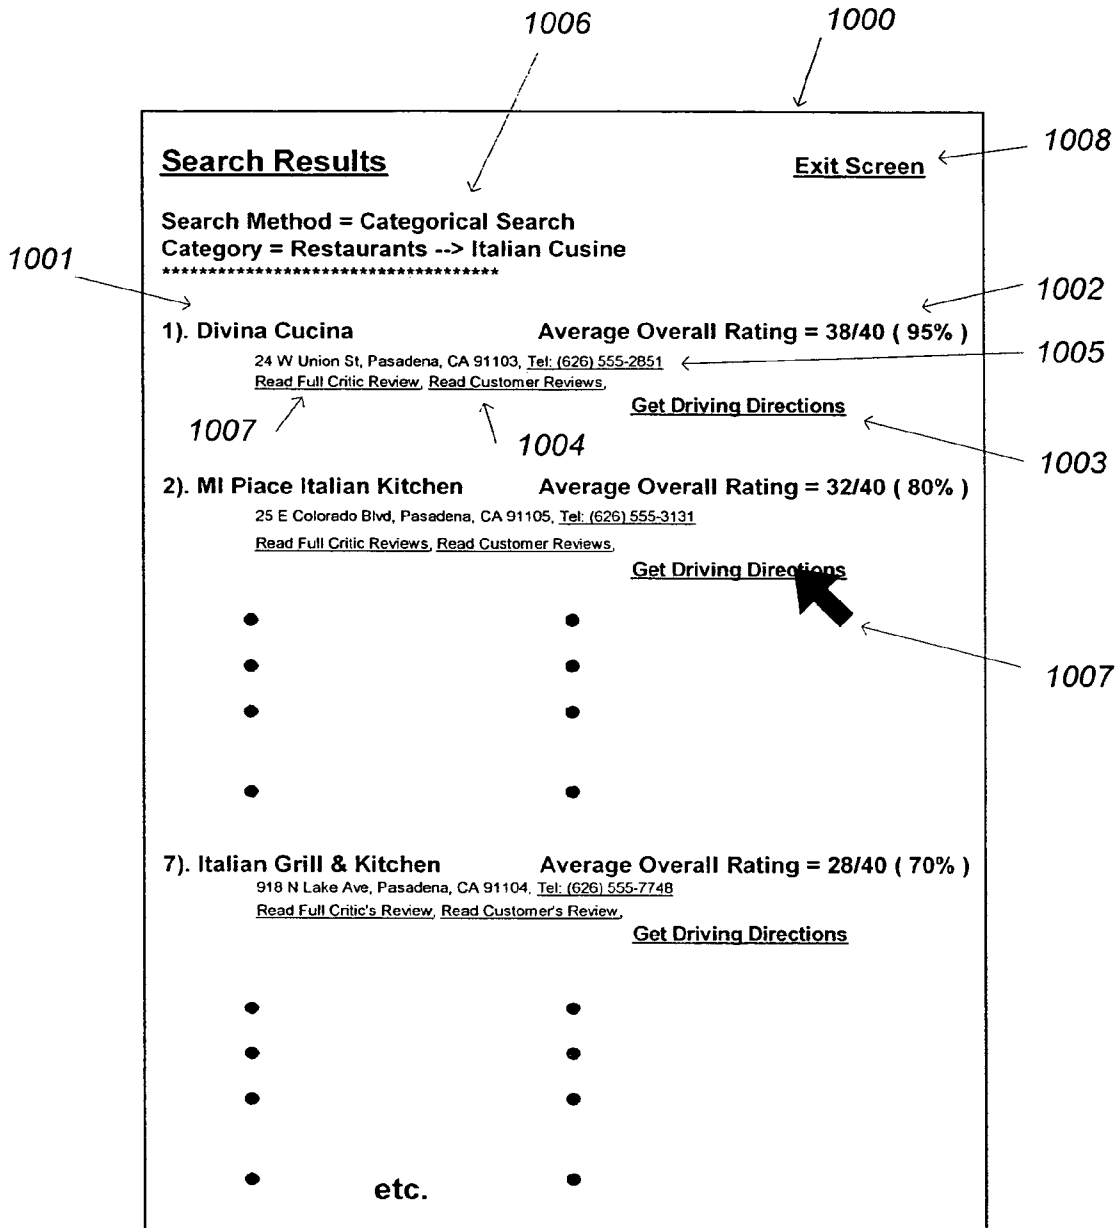 1006
1000
1008
Search Results
Exit Screen
Search Method = Categorical Search
Category = Restaurants --> Italian Cusine
1001
************************************
1002
1). Divina Cucina Average Overall Rating = 38/40 ( 95% )
24 W Union St, Pasadena, CA 91103, Tel: (626) 555-2851
1005
Read Full Critic Review, Read Customer Reviews,
Get Driving Directions
1007
1004
1003
2). MI Piace Italian Kitchen Average Overall Rating = 32/40 ( 80% )
25 E Colorado Blvd, Pasadena, CA 91105, Tel: (626) 555-3131
Read Full Critic Reviews, Read Customer Reviews,
Get Driving Directions
1007
7). Italian Grill & Kitchen Average Overall Rating = 28/40 ( 70% )
918 N Lake Ave, Pasadena, CA 91104, Tel: (626) 555-7748
Read Full Critic's Review, Read Customer's Review,
Get Driving Directions
etc.